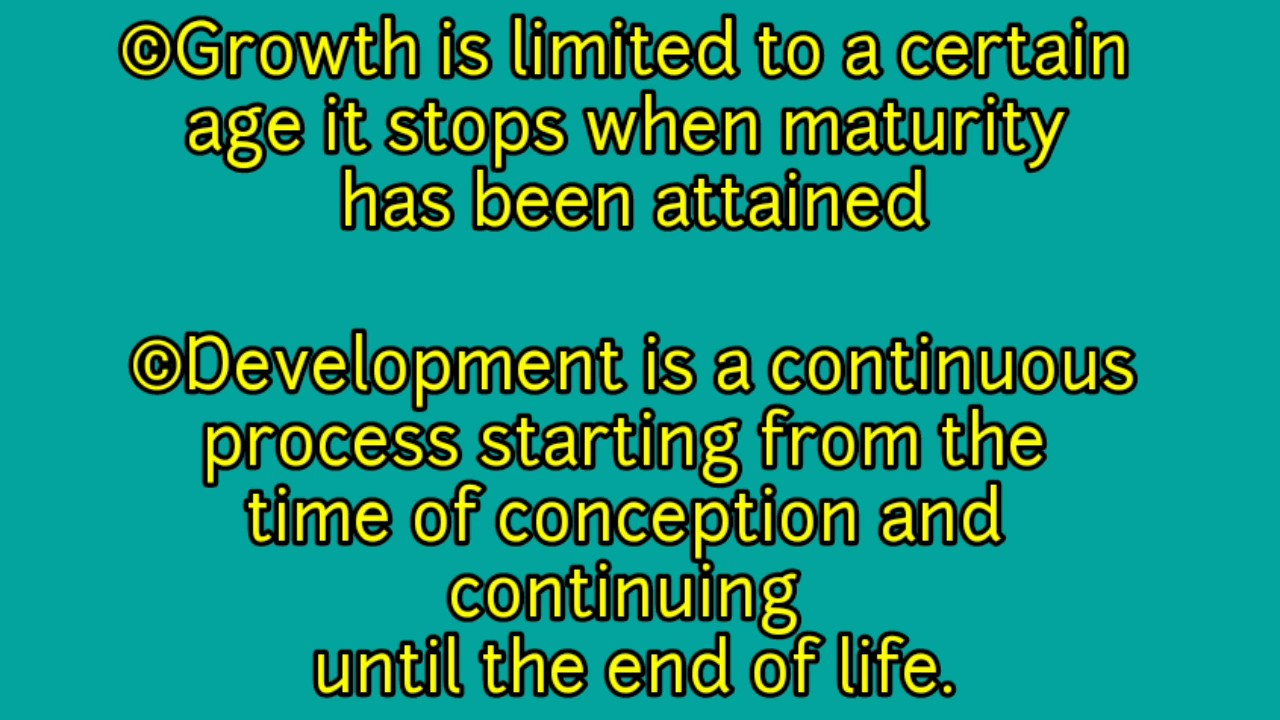 ©Growth is limited to a certain
age it stops when maturity
has been attained
©Development is a continuous
process starting from the
time of conception and
continuing
until the end of life.